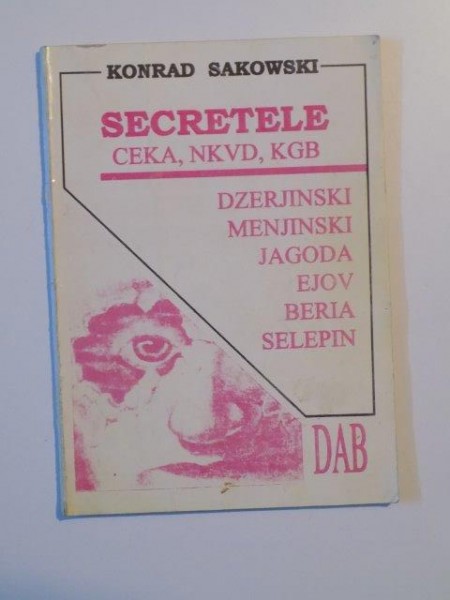 KONRAD SAKOWSKI
SECRETELE
CEKA, NKVD, KGB
DZERJINSKI
MENJINSKI
JAGODA
EJOV
BERIA
SELEPIN
DAB